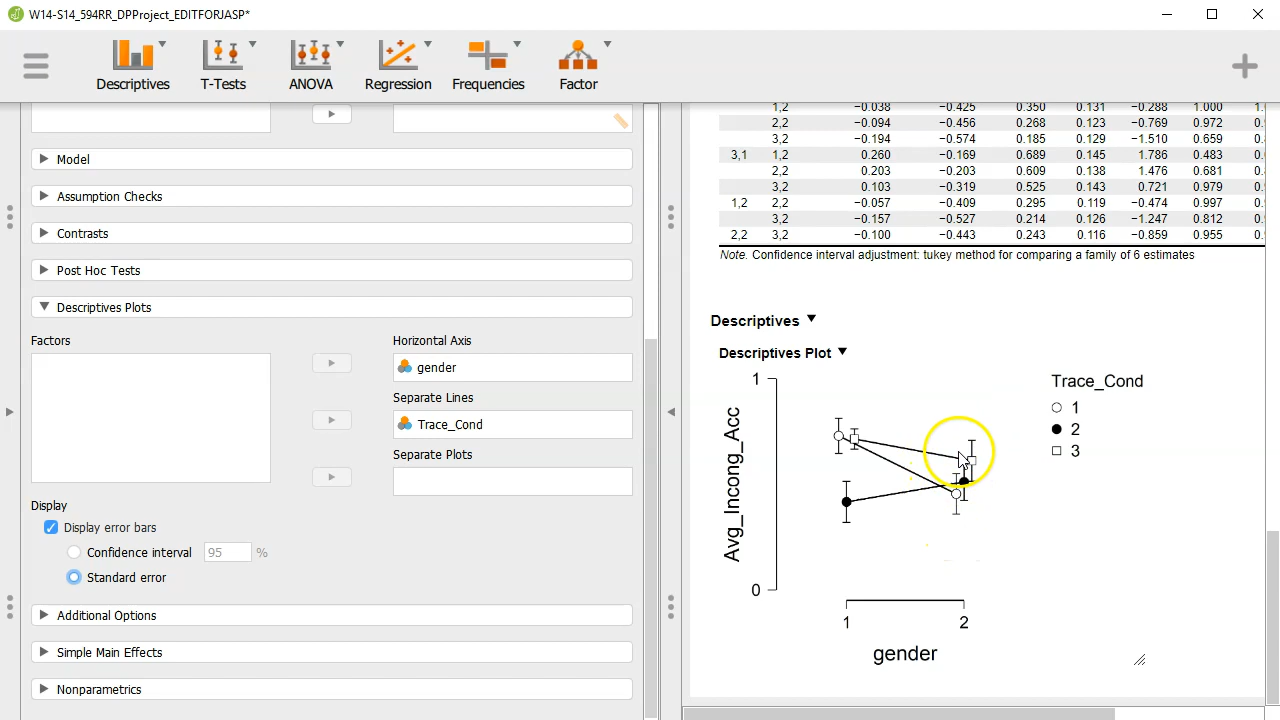 W14-S14_594RR_DPProject_EDITFORJASP*
Descriptives T-Tests ANOVA Regression Frequencies Factor
Model
Assumption Checks
Contrasts
Post Hoc Tests
Descriptives Plots
Factors
Horizontal Axis
gender
Separate Lines
Trace_Cond
Separate Plots
Display
Display error bars
Confidence interval 95 %
Standard error
Additional Options
Simple Main Effects
Nonparametrics
1,2 −0.038 −0.425 0.350 0.131 −0.288 1.000
2,2 −0.094 −0.456 0.268 0.123 −0.769 0.972
3,2 −0.194 −0.574 0.185 0.129 −1.510 0.659
3,1 1,2 0.260 −0.169 0.689 0.145 1.786 0.483
2,2 0.203 −0.203 0.609 0.138 1.476 0.681
3,2 0.103 −0.319 0.525 0.143 0.721 0.979
1,2 2,2 −0.057 −0.409 0.295 0.119 −0.474 0.997
3,2 −0.157 −0.527 0.214 0.126 −1.247 0.812
2,2 3,2 −0.100 −0.443 0.243 0.116 −0.859 0.955
Note. Confidence interval adjustment: tukey method for comparing a family of 6 estimates
Descriptives
Descriptives Plot
1
Avg_Incong_Acc
0
1 2
gender
Trace_Cond
1
2
3